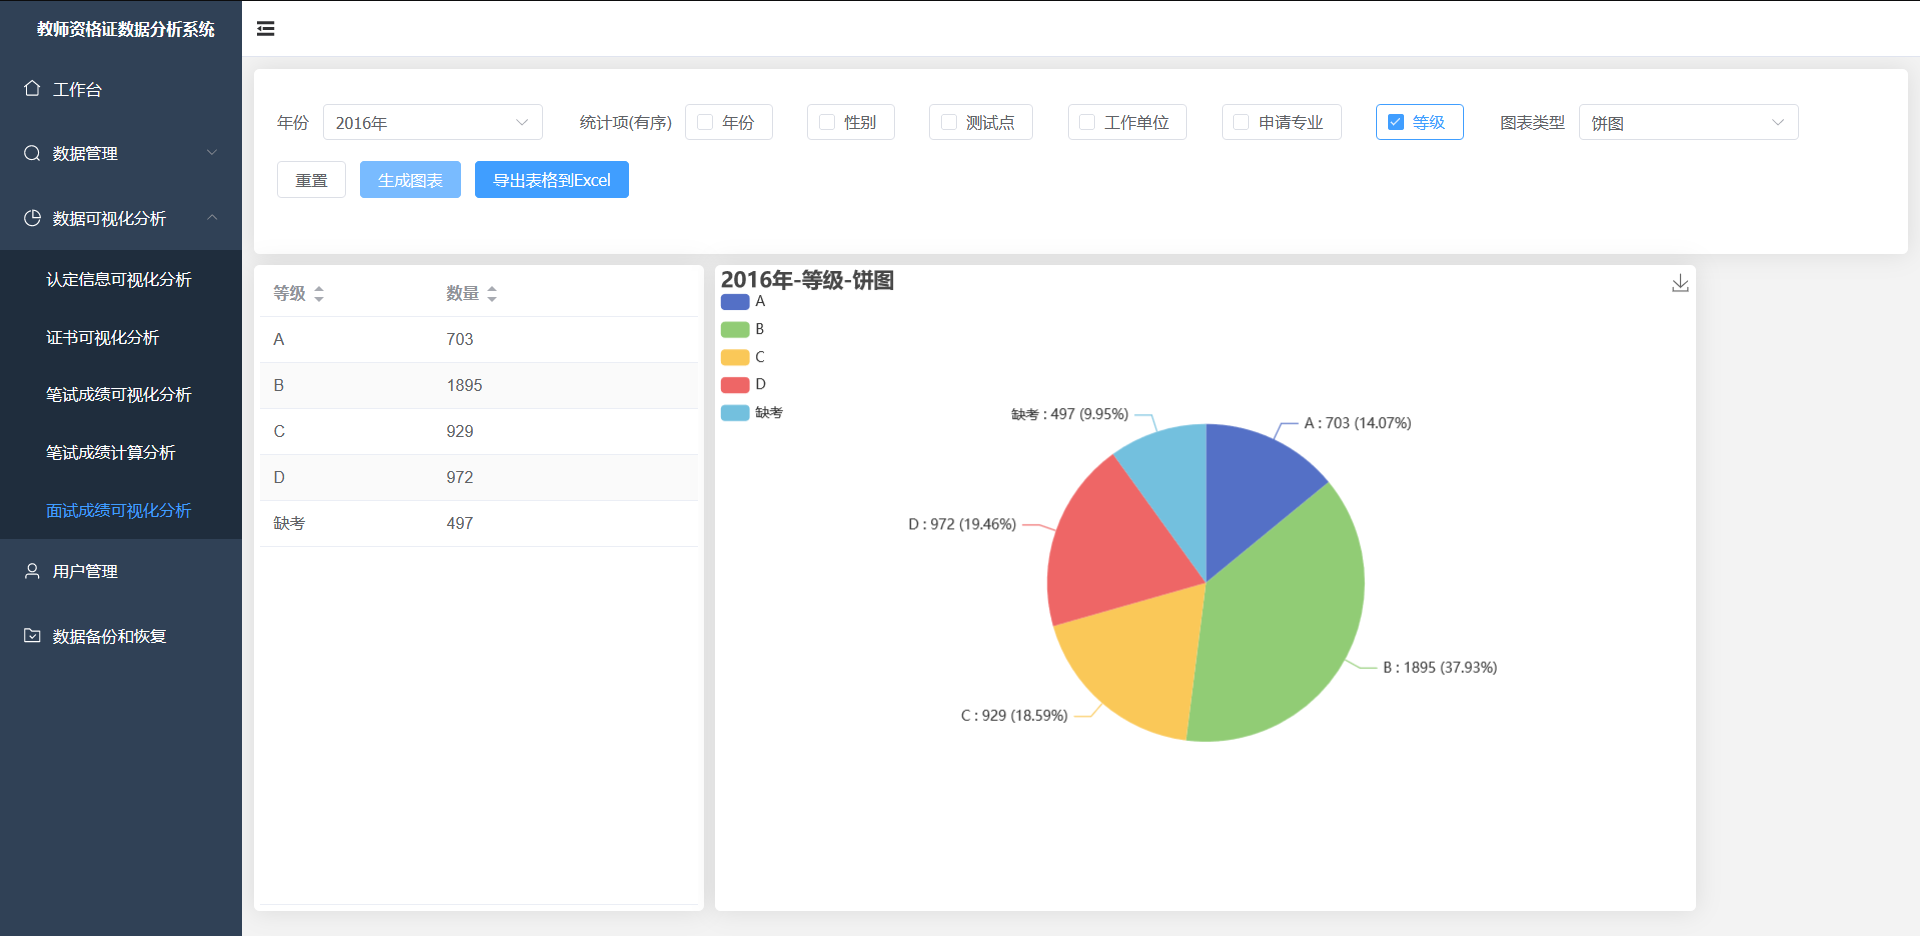 教师资格证数据分析系统
工作台
数据管理
数据可视化分析
认定信息可视化分析
证书可视化分析
笔试成绩可视化分析
笔试成绩计算分析
面试成绩可视化分析
用户管理
数据备份和恢复
年份 2016年 统计项(有序) 年份 性别 测试点 工作单位 申请专业 等级 图表类型 饼图
重置 生成图表 导出表格到Excel
等级 数量
A 703
B 1895
C 929
D 972
缺考 497
2016年-等级-饼图
A
B
C
D
缺考
缺考 : 497 (9.95%)
A : 703 (14.07%)
D : 972 (19.46%)
B : 1895 (37.93%)
C : 929 (18.59%)